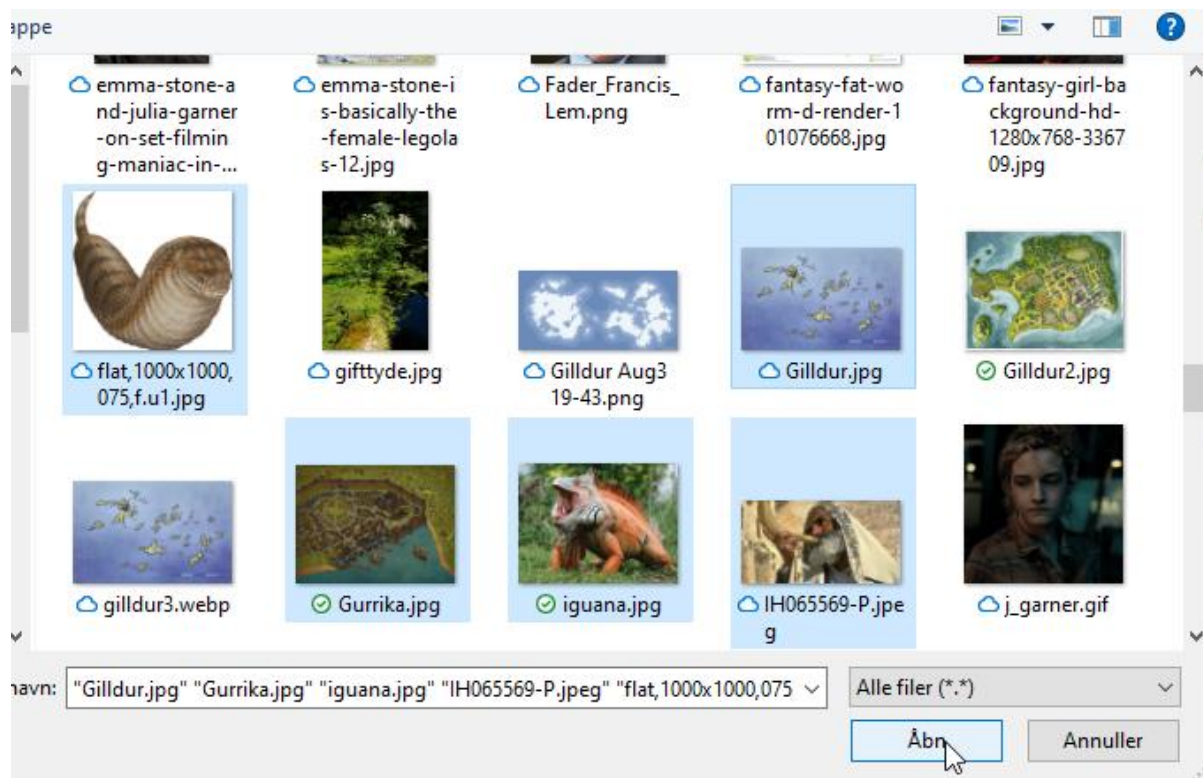 appe
?
emma-stone-a
nd-julia-garner
-on-set-filmin
g-maniac-in-...
emma-stone-i
s-basically-the
-female-legola
s-12.jpg
Fader_Francis_
Lem.png
fantasy-fat-wo
rm-d-render-1
01076668.jpg
fantasy-girl-ba
ckground-hd-
1280x768-3367
09.jpg
flat,1000x1000,
075,f.u1.jpg
gifttyde.jpg
Gilldur Aug3
19-43.png
Gilldur.jpg
Gilldur2.jpg
gilldur3.webp
Gurrika.jpg
iguana.jpg
IH065569-P.jpe
g
j_garner.gif
navn: "Gilldur.jpg" "Gurrika.jpg" "iguana.jpg" "IH065569-P.jpeg" "flat,1000x1000,075 Alle filer (*.*)
Åbn Annuller